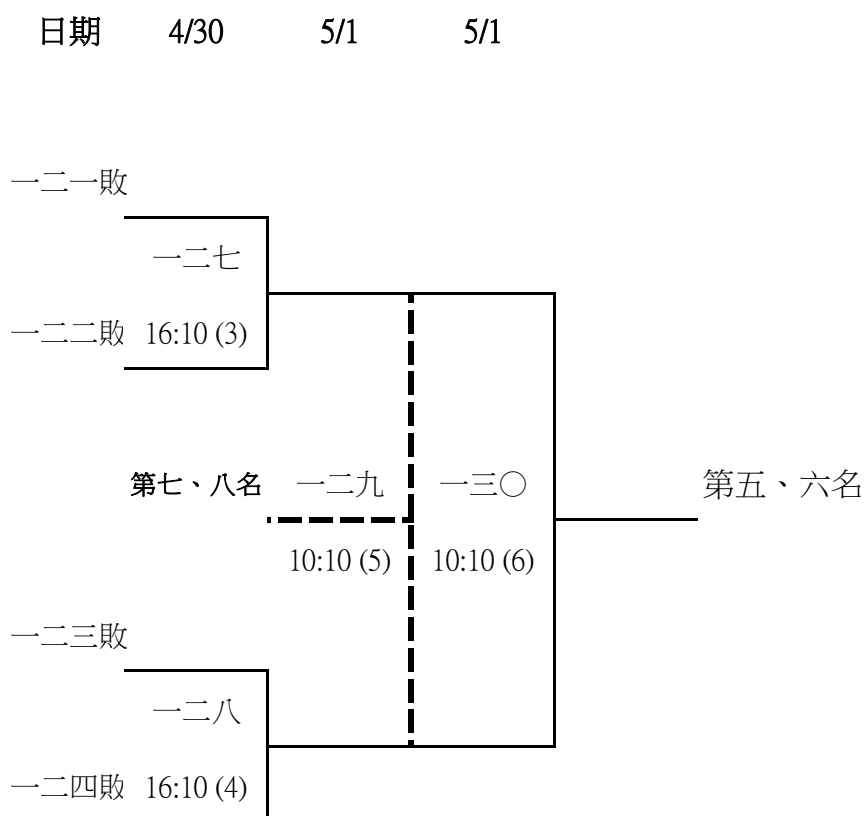 日期 4/30 5/1 5/1
一二一敗
一二七
一二二敗 16:10 (3)
第七、八名 一二九 一三〇 第五、六名
10:10 (5) 10:10 (6)
一二三敗
一二八
一二四敗 16:10 (4)